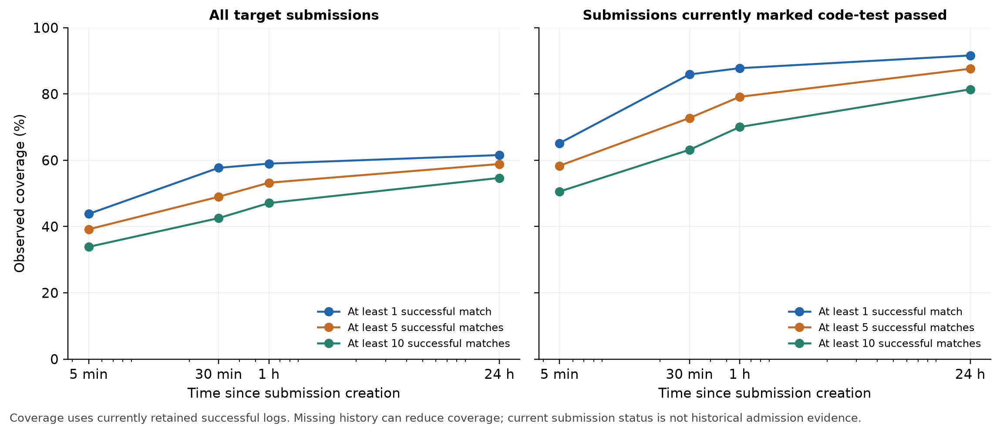 All target submissions
Submissions currently marked code-test passed
Observed coverage (%)
100
80
60
40
20
0
At least 1 successful match
At least 5 successful matches
At least 10 successful matches
At least 1 successful match
At least 5 successful matches
At least 10 successful matches
5 min 30 min 1 h 24 h
5 min 30 min 1 h 24 h
Time since submission creation
Time since submission creation
Coverage uses currently retained successful logs. Missing history can reduce coverage; current submission status is not historical admission evidence.